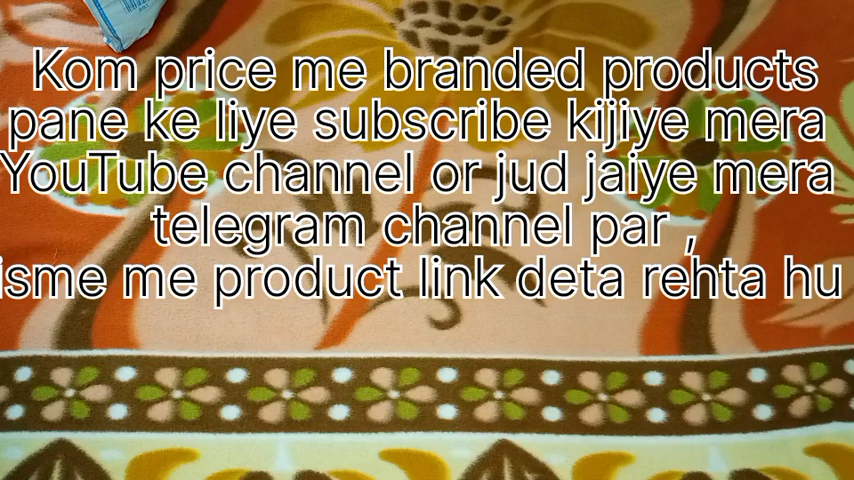 Kom price me branded products
pane ke liye subscribe kijiye mera
YouTube channel or jud jaiye mera
telegram channel par ,
isme me product link deta rehta hu